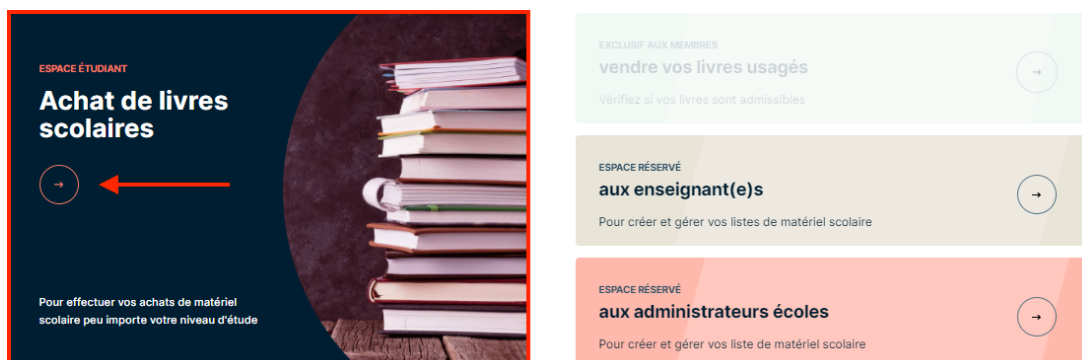 ESPACE ÉTUDIANT
Achat de livres
scolaires
Pour effectuer vos achats de matériel
scolaire peu importe votre niveau d'étude
EXCLUSIF AUX MEMBRES
vendre vos livres usagés
Vérifiez si vos livres sont admissibles
ESPACE RÉSERVÉ
aux enseignant(e)s
Pour créer et gérer vos listes de matériel scolaire
ESPACE RÉSERVÉ
aux administrateurs écoles
Pour créer et gérer vos liste de matériel scolaire